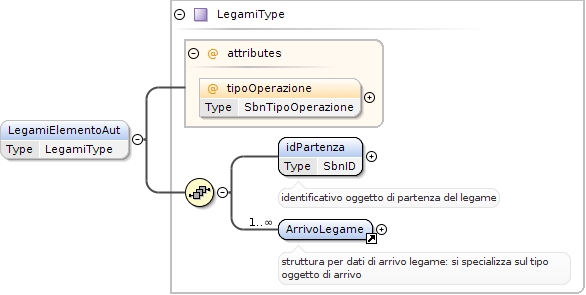 LegamiType
@ attributes
@ tipoOperazione
Type SbnTipoOperazione
LegamiElementoAut
Type LegamiType
idPartenza
Type SbnID
identificativo oggetto di partenza del legame
1..∞
ArrivoLegame
struttura per dati di arrivo legame: si specializza sul tipo
oggetto di arrivo